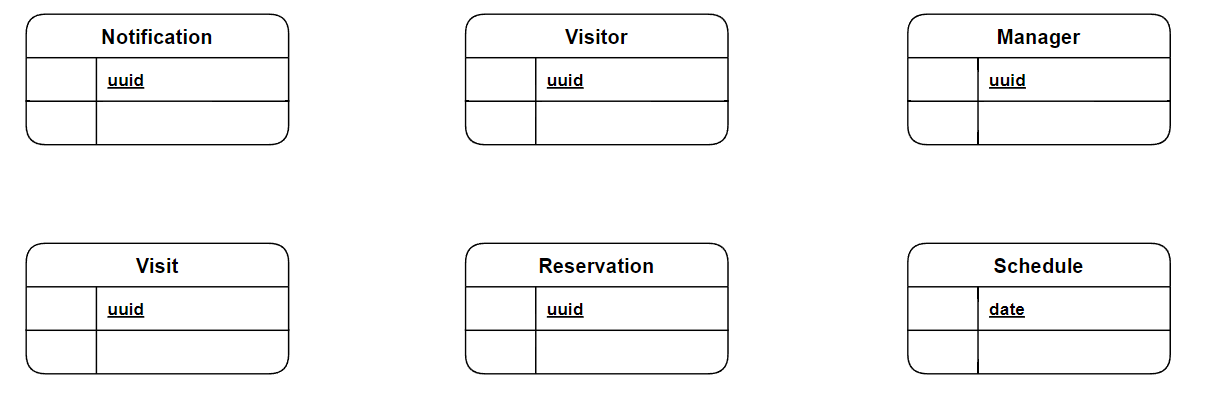 Notification
uuid
Visitor
uuid
Manager
uuid
Visit
uuid
Reservation
uuid
Schedule
date